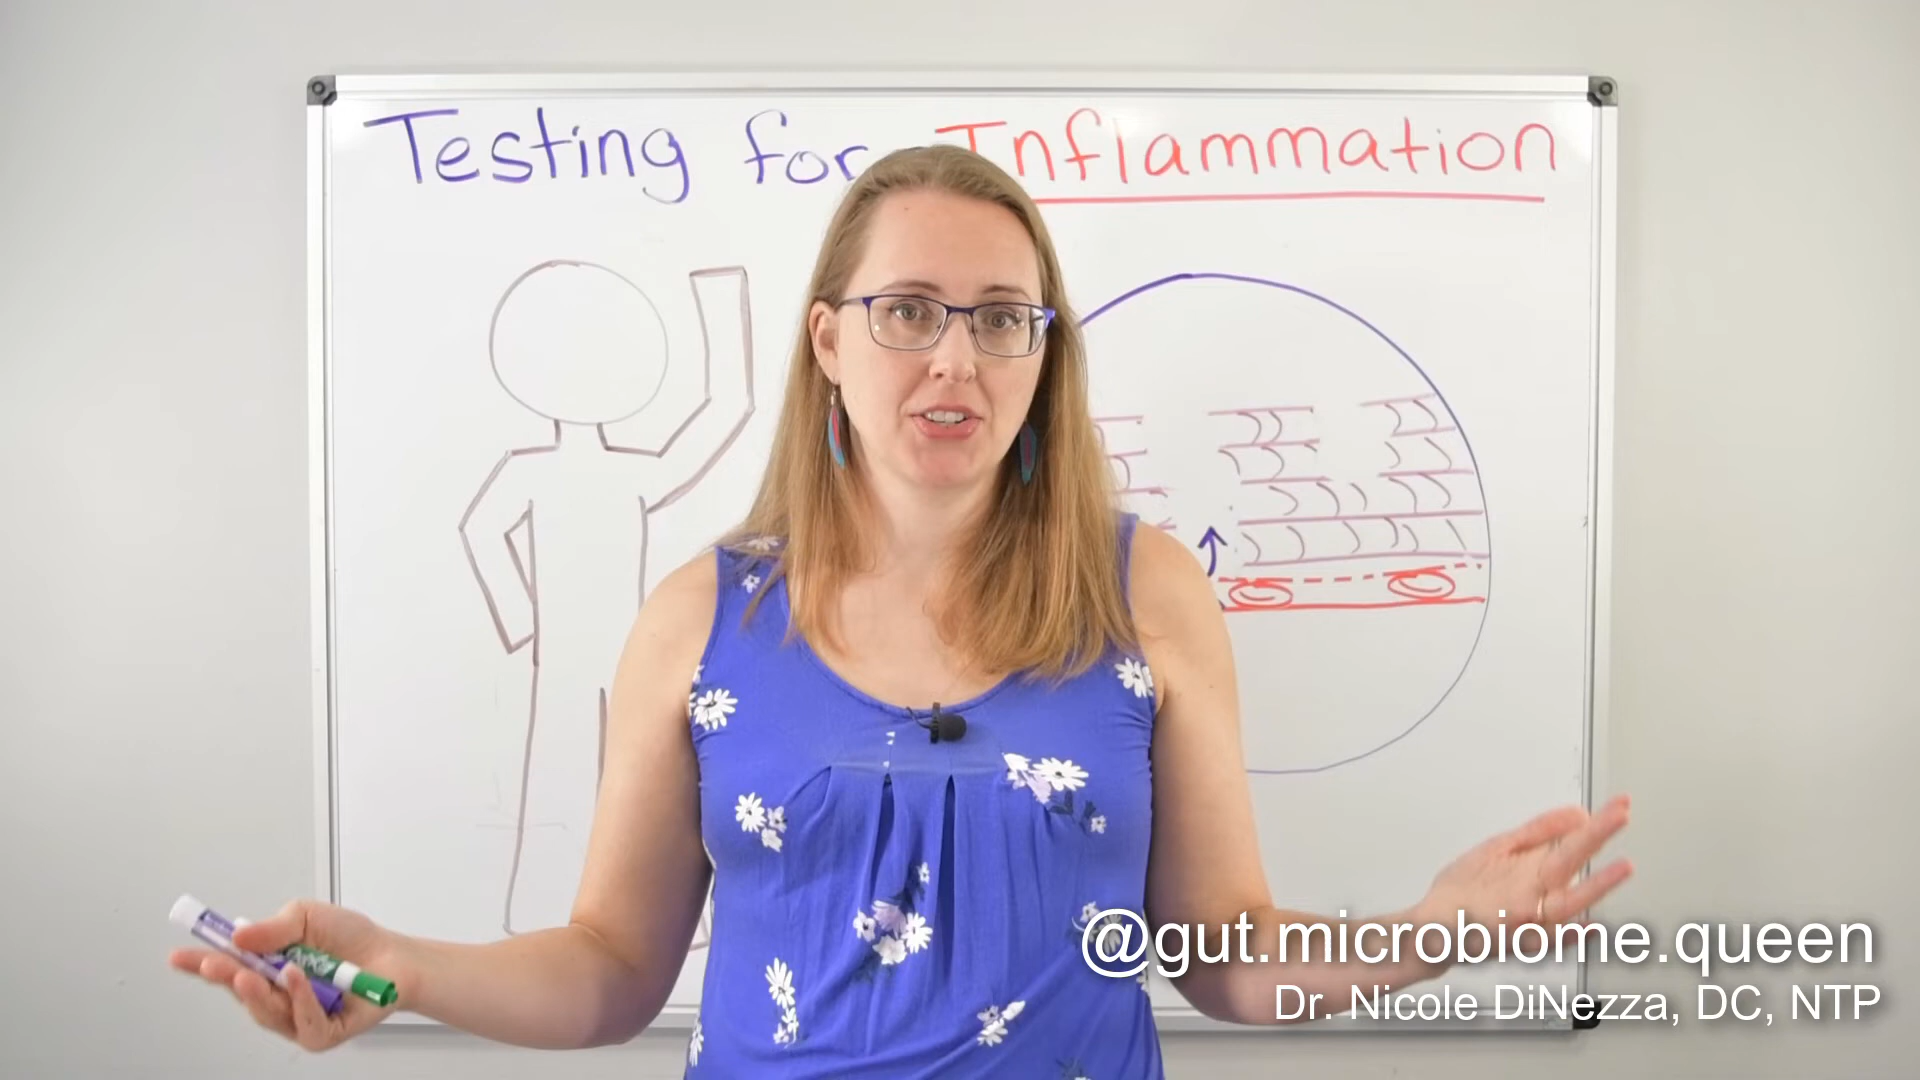 Testing for Inflammation
@gut.microbiome.queen
Dr. Nicole DiNezza, DC, NTP